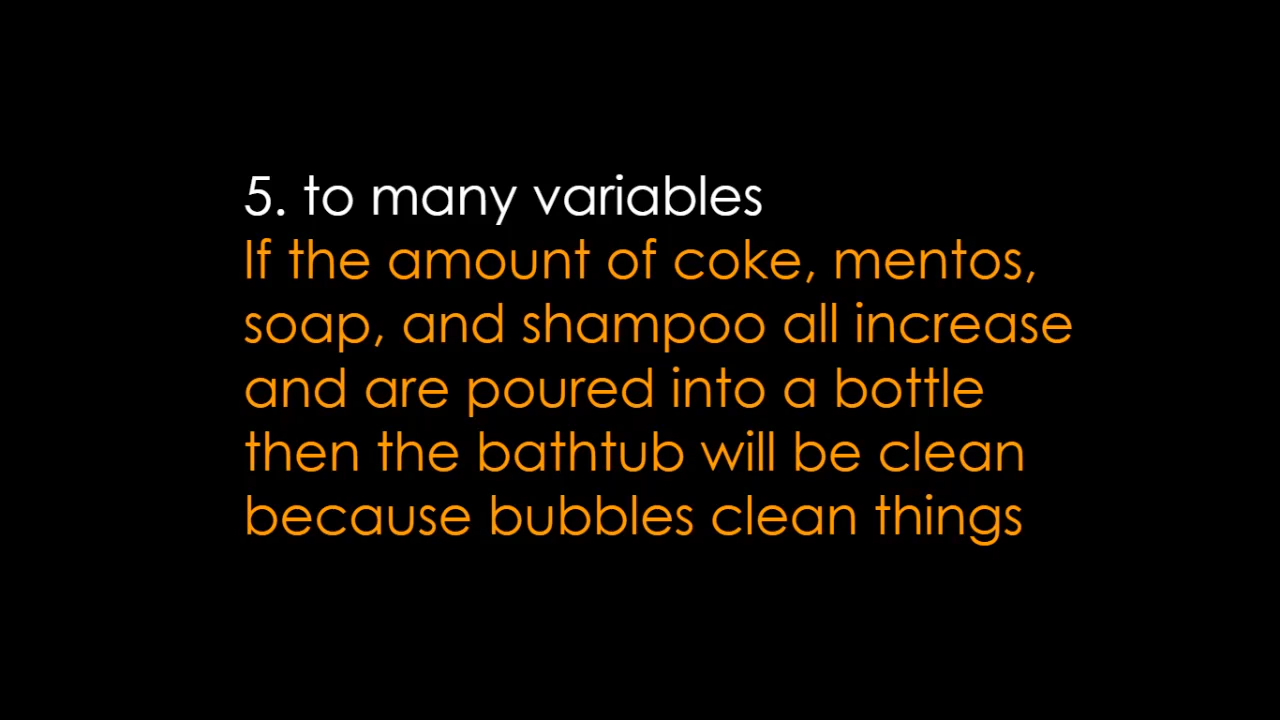 5. to many variables
If the amount of coke, mentos,
soap, and shampoo all increase
and are poured into a bottle
then the bathtub will be clean
because bubbles clean things